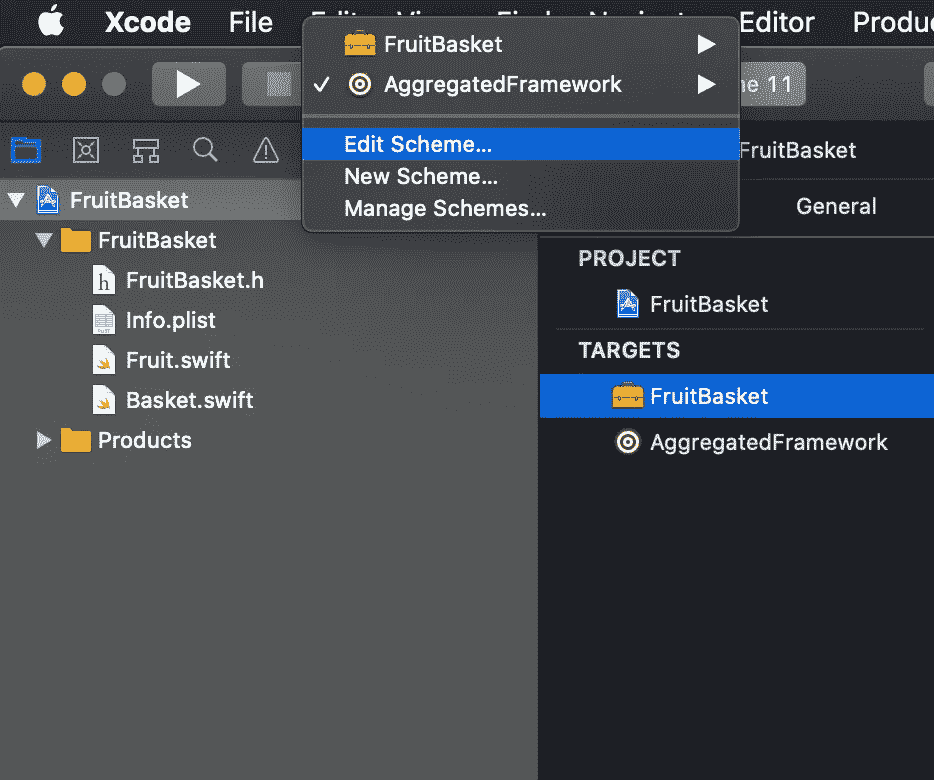 Xcode File Editor Produc
FruitBasket
✓ AggregatedFramework
ne 11
Edit Scheme...
New Scheme...
Manage Schemes...
FruitBasket
General
FruitBasket
FruitBasket
h FruitBasket.h
Info.plist
Fruit.swift
Basket.swift
Products
PROJECT
FruitBasket
TARGETS
FruitBasket
AggregatedFramework